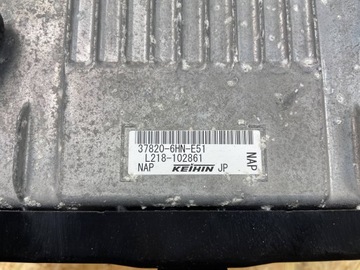 37820-6HN-E51
L218-102861
NAP KEIHIN JP
NAP